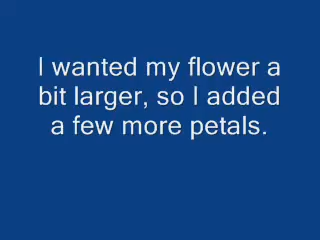 I wanted my flower a
bit larger, so I added
a few more petals.